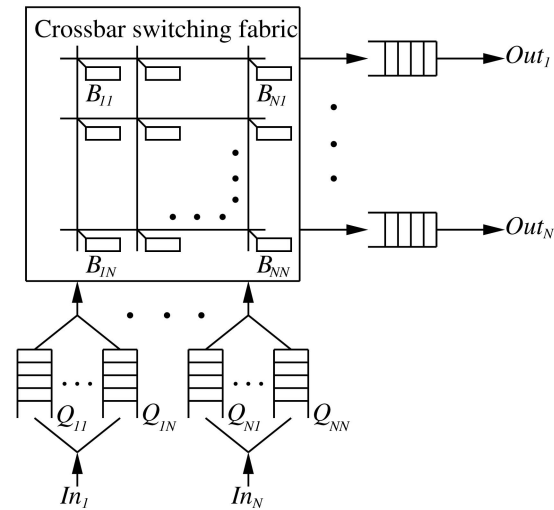 Crossbar switching fabric
B11
BN1
Out1
B1N
BNN
OutN
Q11
Q1N
QN1
QNN
In1
InN